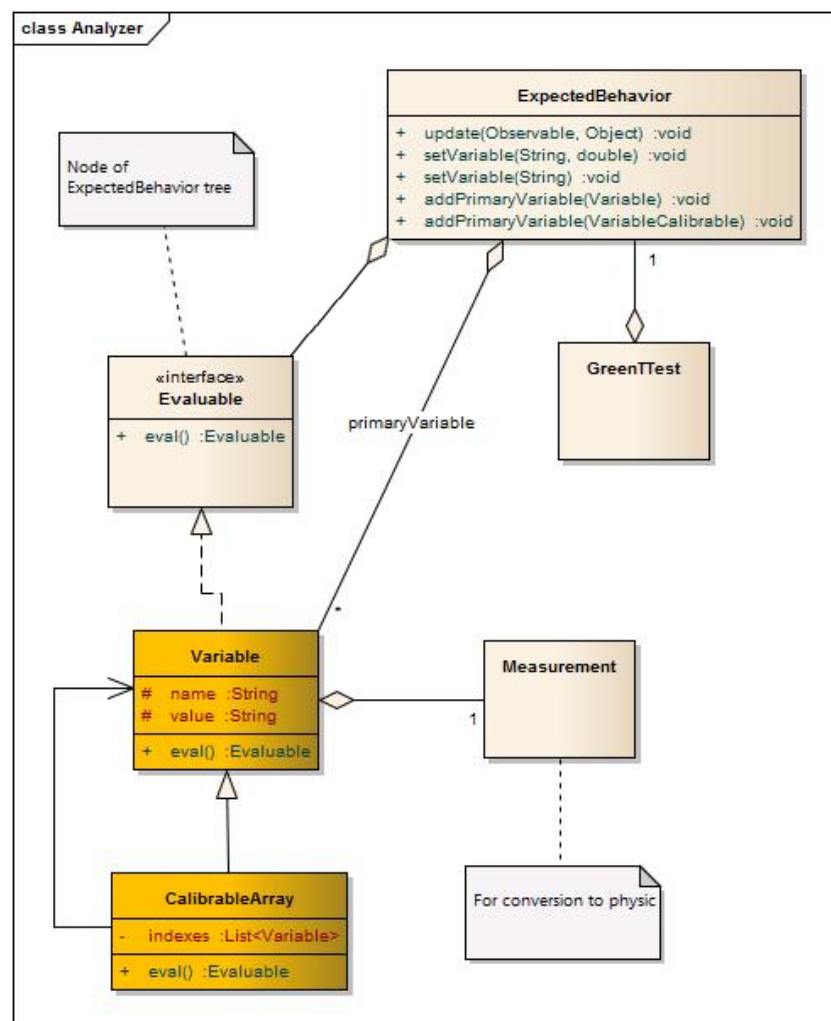 class Analyzer
ExpectedBehavior
+ update(Observable, Object) :void
+ setVariable(String, double) :void
+ setVariable(String) :void
+ addPrimaryVariable(Variable) :void
+ addPrimaryVariable(VariableCalibrable) :void
Node of
ExpectedBehavior tree
1
GreenTTest
«interface»
Evaluable
+ eval() :Evaluable
primaryVariable
*
Variable
# name :String
# value :String
+ eval() :Evaluable
Measurement
1
CalibrableArray
- indexes :List<Variable>
+ eval() :Evaluable
For conversion to physic